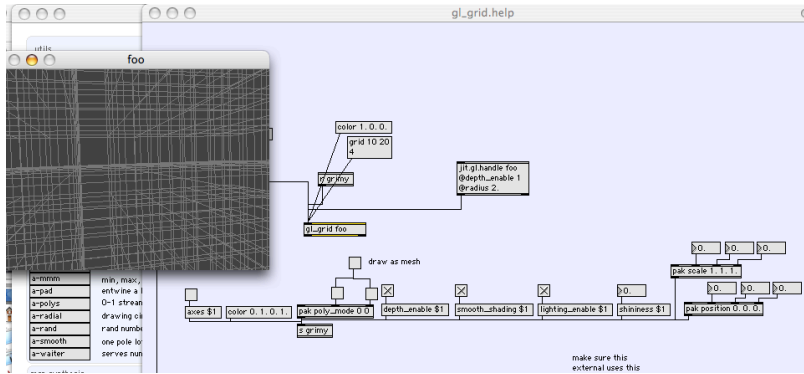 gl_grid.help
utils
foo
color 1. 0. 0.
grid 10 20
4
r grimy
jit.gl.handle foo
@depth_enable 1
@radius 2.
gl_grid foo
draw as mesh
0. 0. 0.
pak scale 1. 1. 1.
a-mmm min, max,
a-pad entwine a l
a-polys 0-1 strean
a-radial drawing cir
a-rand rand numbe
a-smooth one pole lo
a-waiter serves nun
axes $1 color 0. 1. 0. 1. pak poly_mode 0 0 depth_enable $1 smooth_shading $1 lighting_enable $1 shininess $1 pak position 0. 0. 0.
0. 0. 0. 0.
s grimy
make sure this
external uses this